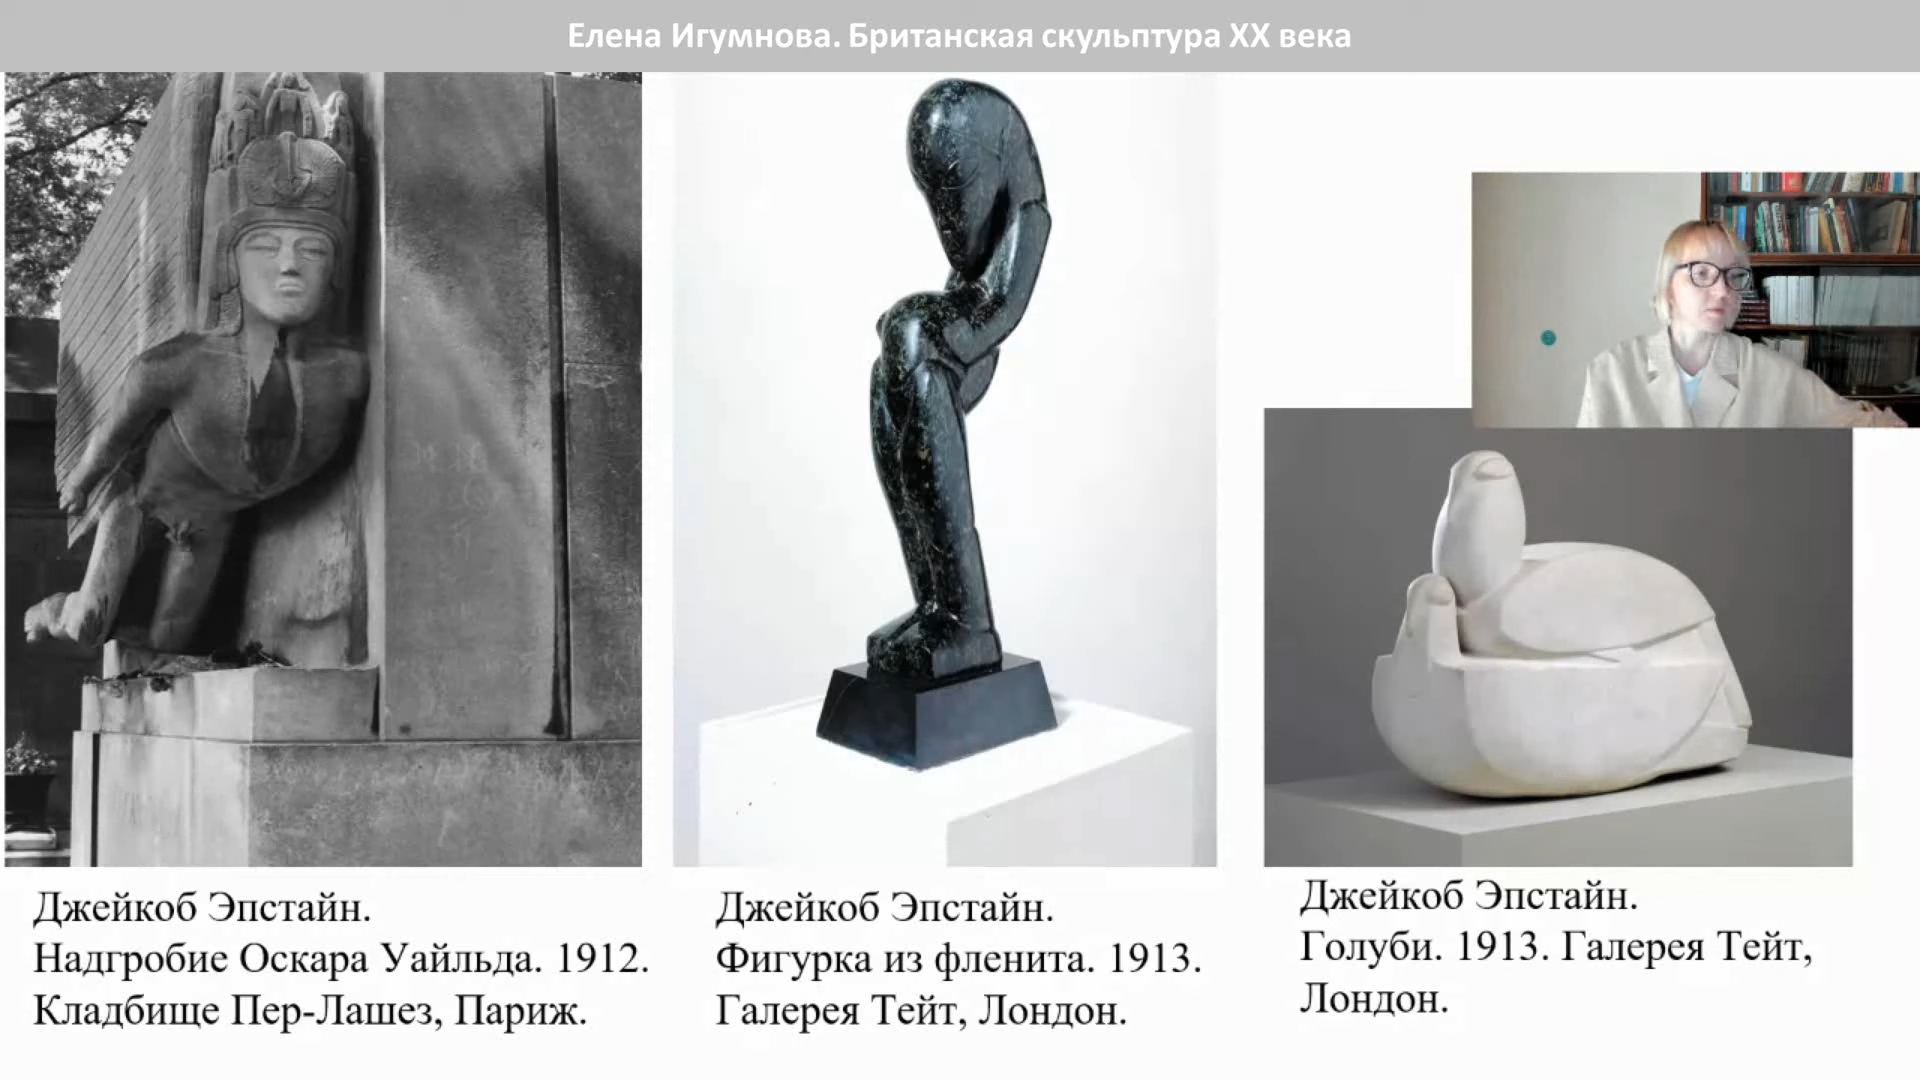 Елена Игумнова. Британская скульптура XX века
Джейкоб Эпстайн.
Надгробие Оскара Уайльда. 1912.
Кладбище Пер-Лашез, Париж.
Джейкоб Эпстайн.
Фигурка из фленита. 1913.
Галерея Тейт, Лондон.
Джейкоб Эпстайн.
Голуби. 1913. Галерея Тейт,
Лондон.